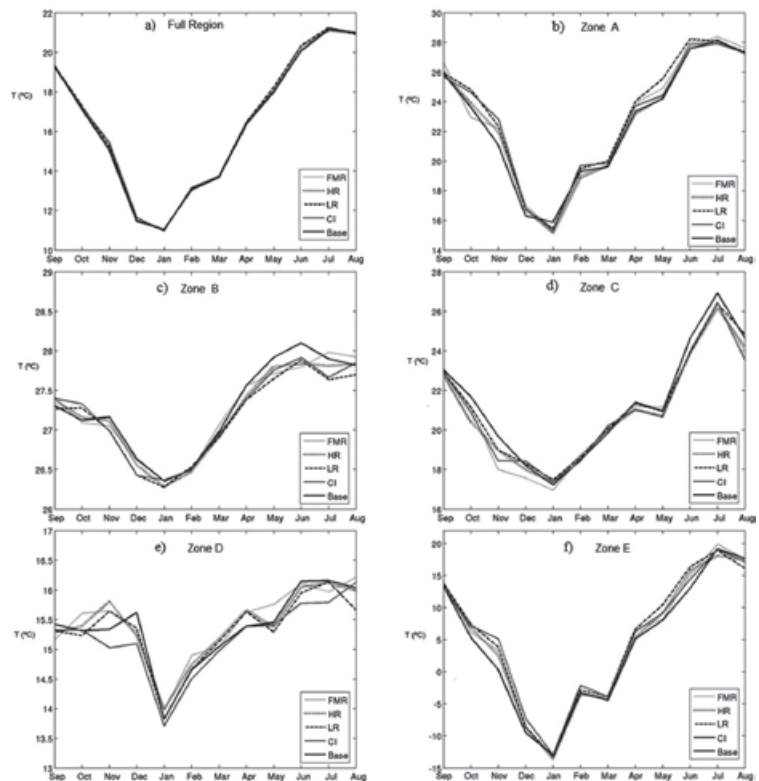 a) Full Region
22
20
18
T (ºC)
16
14
12
10
Sep Oct Nov Dec Jan Feb Mar Apr May Jun Jul Aug
FMR
HR
LR
CI
Base
b) Zone A
30
28
26
24
T (ºC)
22
20
18
16
14
Sep Oct Nov Dec Jan Feb Mar Apr May Jun Jul Aug
FMR
HR
LR
CI
Base
c) Zone B
29
28.5
28
T (ºC)
27.5
27
26.5
26
Sep Oct Nov Dec Jan Feb Mar Apr May Jun Jul Aug
FMR
HR
LR
CI
Base
d) Zone C
28
26
24
T (ºC)
22
20
18
16
Sep Oct Nov Dec Jan Feb Mar Apr May Jun Jul Aug
FMR
HR
LR
CI
Base
e) Zone D
17
16.5
16
15.5
T (ºC)
15
14.5
14
13.5
13
Sep Oct Nov Dec Jan Feb Mar Apr May Jun Jul Aug
FMR
HR
LR
CI
Base
f) Zone E
20
15
10
T (ºC)
5
0
-5
-10
-15
Sep Oct Nov Dec Jan Feb Mar Apr May Jun Jul Aug
FMR
HR
LR
CI
Base